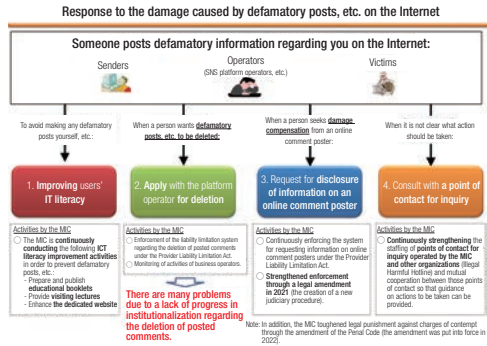 Response to the damage caused by defamatory posts, etc. on the Internet
Someone posts defamatory information regarding you on the Internet:
Senders
Operators
(SNS platform operators, etc.)
Victims
To avoid making any defamatory
posts yourself, etc.:
When a person wants defamatory
posts, etc. to be deleted:
When a person seeks damage
compensation from an online
comment poster:
When it is not clear what action
should be taken:
1. Improving users'
IT literacy
2. Apply with the platform
operator for deletion
3. Request for disclosure
of information on an
online comment poster
4. Consult with a point of
contact for inquiry
Activities by the MIC
○ The MIC is continuously
conducting the following ICT
literacy improvement activities
in order to prevent defamatory
posts, etc.:
- Prepare and publish
educational booklets
- Provide visiting lectures
- Enhance the dedicated website
Activities by the MIC
○ Enforcement of the liability limitation system
regarding the deletion of posted comments
under the Provider Liability Limitation Act.
○ Monitoring of activities of business operators.
There are many problems
due to a lack of progress in
institutionalization regarding
the deletion of posted
comments.
Activities by the MIC
○ Continuously enforcing the system
for requesting information on online
comment posters under the Provider
Liability Limitation Act.
○ Strengthened enforcement
through a legal amendment
in 2021 (the creation of a new
judiciary procedure).
Activities by the MIC
○ Continuously strengthening the
staffing of points of contact for
inquiry operated by the MIC
and other organizations (Illegal
Harmful Hotline) and mutual
cooperation between those points
of contact so that guidance
on actions to be taken can be
provided.
Note: In addition, the MIC toughened legal punishment against charges of contempt
through the amendment of the Penal Code (the amendment was put into force in
2022).